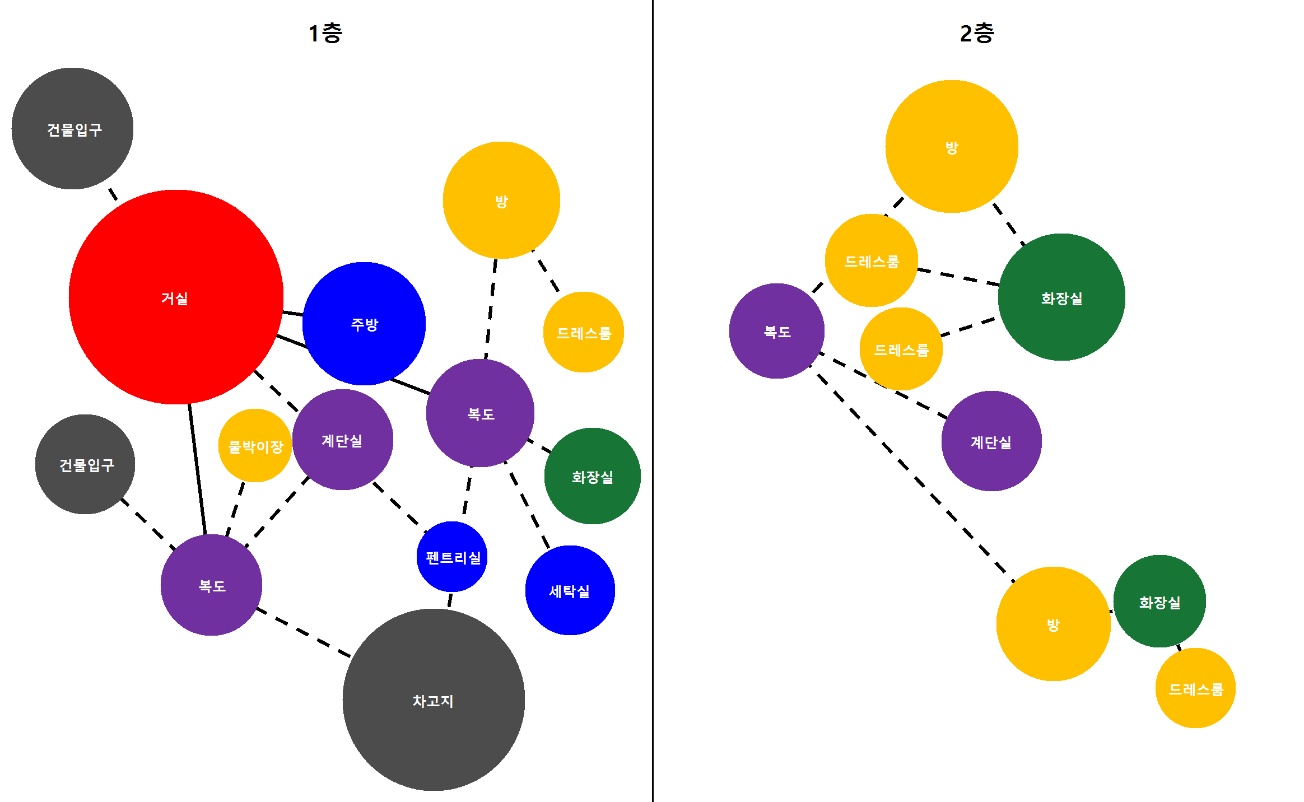 1층
건물입구
방
거실
주방
드레스룸
복도
계단실
붙박이장
건물입구
화장실
펜트리실
복도
세탁실
차고지
2층
방
드레스룸
화장실
복도
드레스룸
계단실
화장실
방
드레스룸